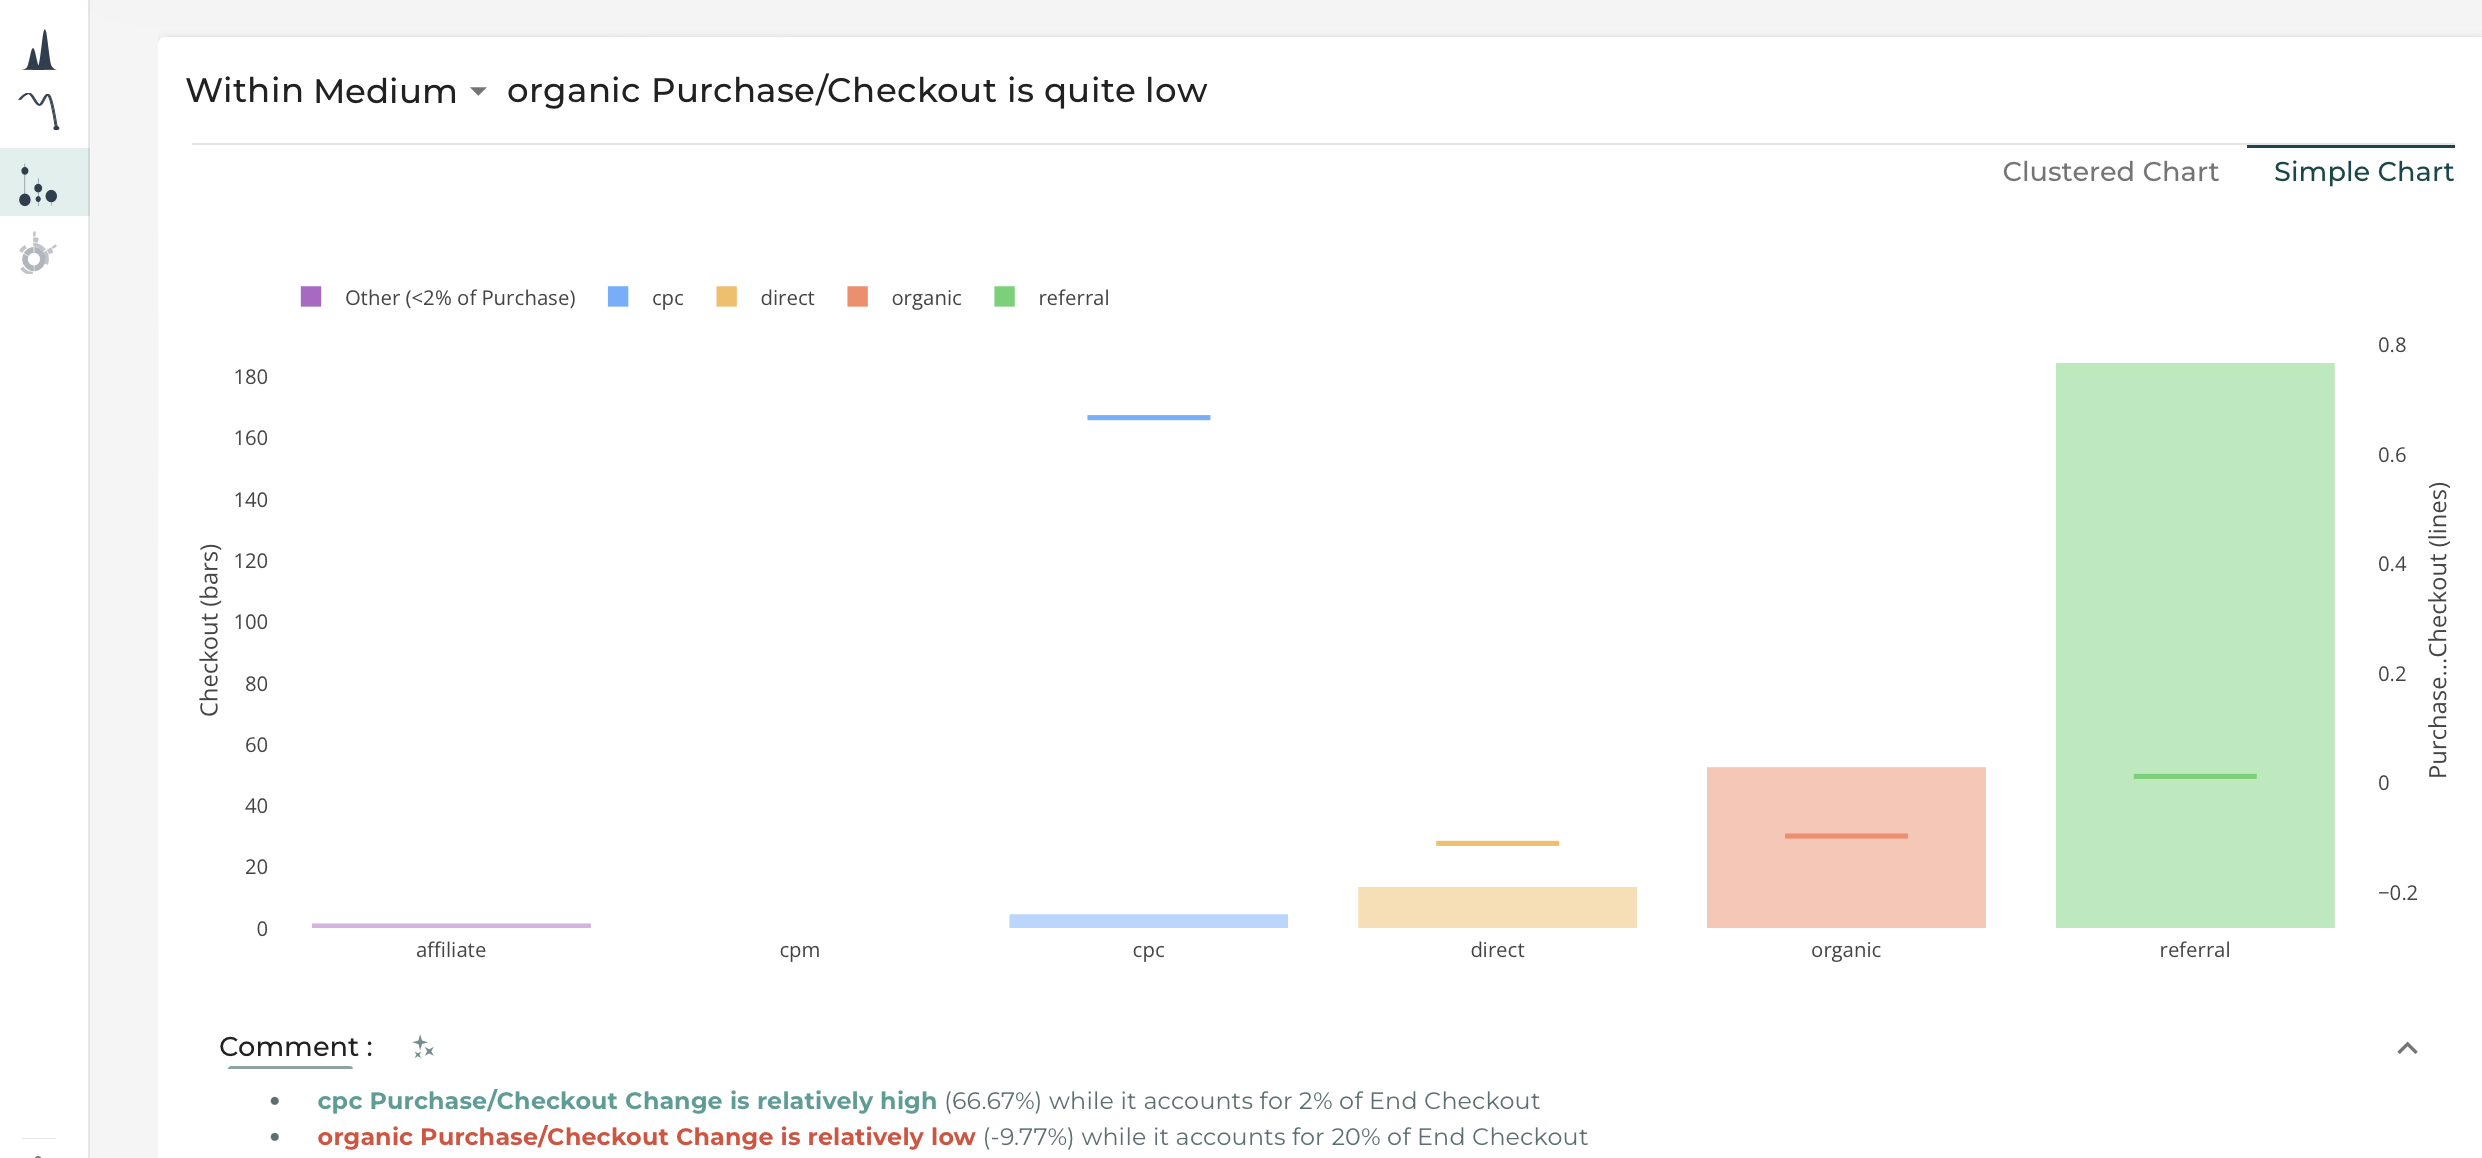 Within Medium organic Purchase/Checkout is quite low
Clustered Chart Simple Chart
Other (<2% of Purchase) cpc direct organic referral
Checkout (bars)
180
160
140
120
100
80
60
40
20
0
affiliate cpm cpc direct organic referral
0.8
0.6
0.4
0.2
0
−0.2
Purchase...Checkout (lines)
Comment :
• cpc Purchase/Checkout Change is relatively high (66.67%) while it accounts for 2% of End Checkout
• organic Purchase/Checkout Change is relatively low (-9.77%) while it accounts for 20% of End Checkout